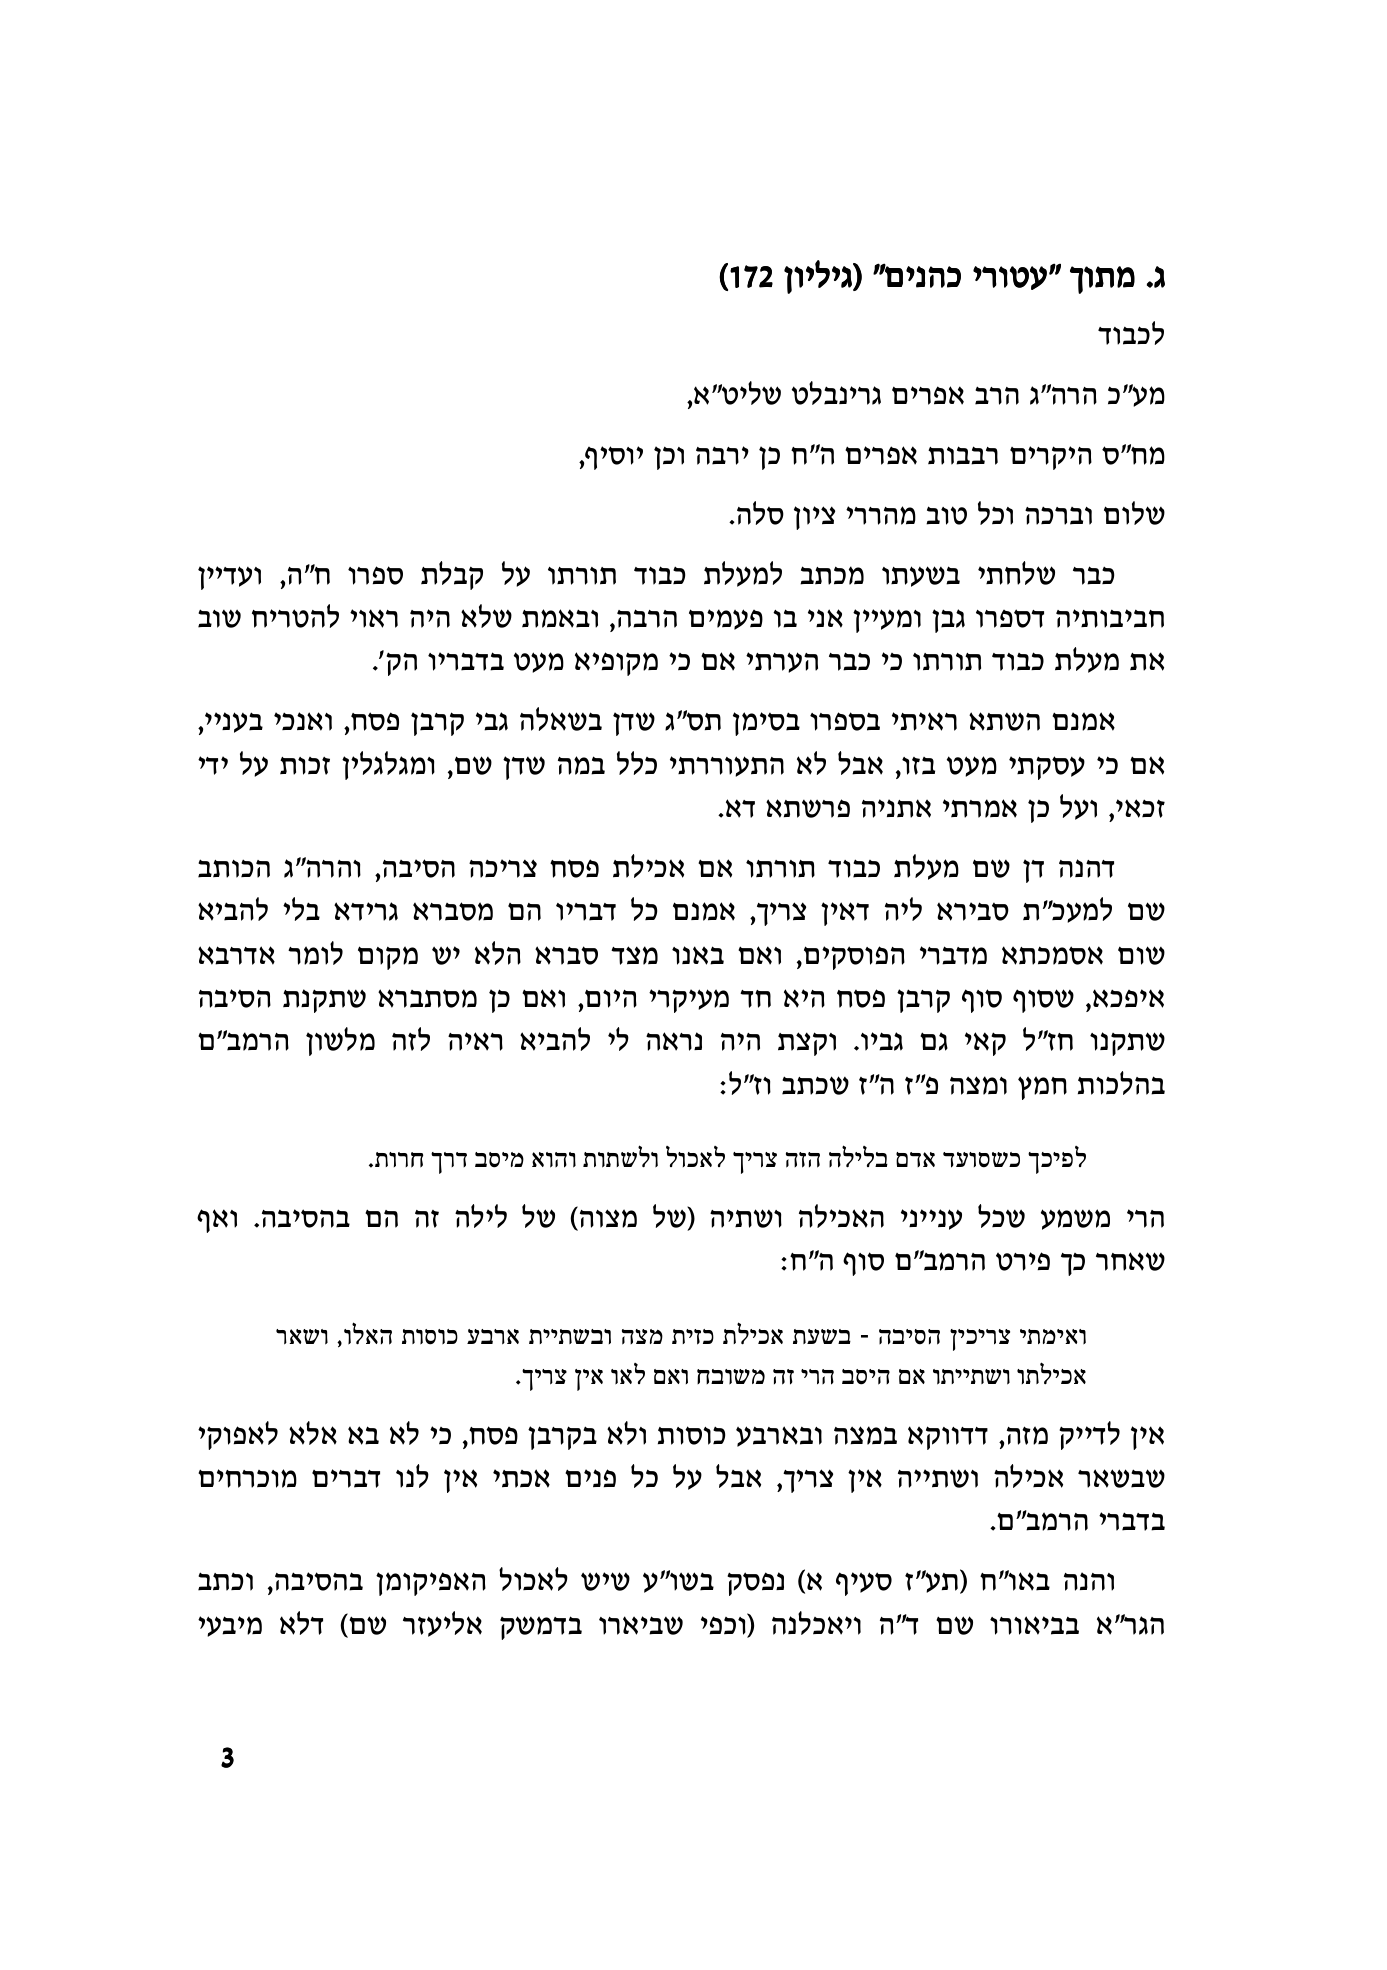 ג. מתוך "עטורי כהנים" (גיליון 172)
לכבוד
מע"כ הרה"ג הרב אפרים גרינבלט שליט"א,
מח"ס היקרים רבבות אפרים ה"ח כן ירבה וכן יוסיף,
שלום וברכה וכל טוב מהררי ציון סלה.
כבר שלחתי בשעתו מכתב למעלת כבוד תורתו על קבלת ספרו ח"ה, ועדיין
חביבותיה דספרו גבן ומעיין אני בו פעמים הרבה, ובאמת שלא היה ראוי להטריח שוב
את מעלת כבוד תורתו כי כבר הערתי אם כי מקופיא מעט בדבריו הק'.
אמנם השתא ראיתי בספרו בסימן תס"ג שדן בשאלה גבי קרבן פסח, ואנכי בעניי,
אם כי עסקתי מעט בזו, אבל לא התעוררתי כלל במה שדן שם, ומגלגלין זכות על ידי
זכאי, ועל כן אמרתי אתניה פרשתא דא.
דהנה דן שם מעלת כבוד תורתו אם אכילת פסח צריכה הסיבה, והרה"ג הכותב
שם למעכ"ת סבירא ליה דאין צריך, אמנם כל דבריו הם מסברא גרידא בלי להביא
שום אסמכתא מדברי הפוסקים, ואם באנו מצד סברא הלא יש מקום לומר אדרבא
איפכא, שסוף סוף קרבן פסח היא חד מעיקרי היום, ואם כן מסתברא שתקנת הסיבה
שתקנו חז"ל קאי גם גביו. וקצת היה נראה לי להביא ראיה לזה מלשון הרמב"ם
בהלכות חמץ ומצה פ"ז ה"ז שכתב וז"ל:
לפיכך כשסועד אדם בלילה הזה צריך לאכול ולשתות והוא מיסב דרך חרות.
הרי משמע שכל ענייני האכילה ושתיה (של מצוה) של לילה זה הם בהסיבה. ואף
שאחר כך פירט הרמב"ם סוף ה"ח:
ואימתי צריכין הסיבה - בשעת אכילת כזית מצה ובשתיית ארבע כוסות האלו, ושאר
אכילתו ושתייתו אם היסב הרי זה משובח ואם לאו אין צריך.
אין לדייק מזה, דדווקא במצה ובארבע כוסות ולא בקרבן פסח, כי לא בא אלא לאפוקי
שבשאר אכילה ושתייה אין צריך, אבל על כל פנים אכתי אין לנו דברים מוכרחים
בדברי הרמב"ם.
והנה באו"ח (תע"ז סעיף א) נפסק בשו"ע שיש לאכול האפיקומן בהסיבה, וכתב
הגר"א בביאורו שם ד"ה ויאכלנה (וכפי שביארו בדמשק אליעזר שם) דלא מיבעי
3